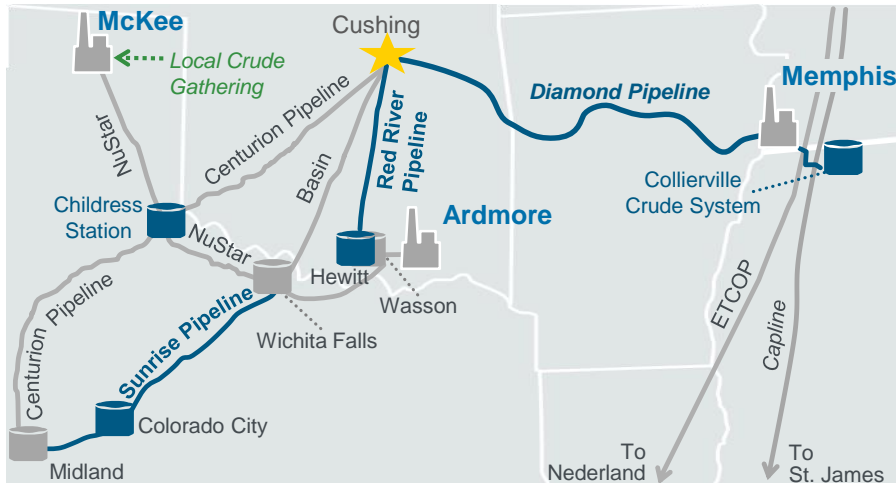 McKee
Cushing
Local Crude
Gathering
Memphis
Diamond Pipeline
Centurion Pipeline
NuStar
Basin
Red River
Pipeline
Collierville
Crude System
Childress
Station
NuStar
Ardmore
Hewitt
Wasson
Wichita Falls
Centurion Pipeline
Sunrise Pipeline
ETCOP
Capline
Colorado City
Midland
To
Nederland
To
St. James